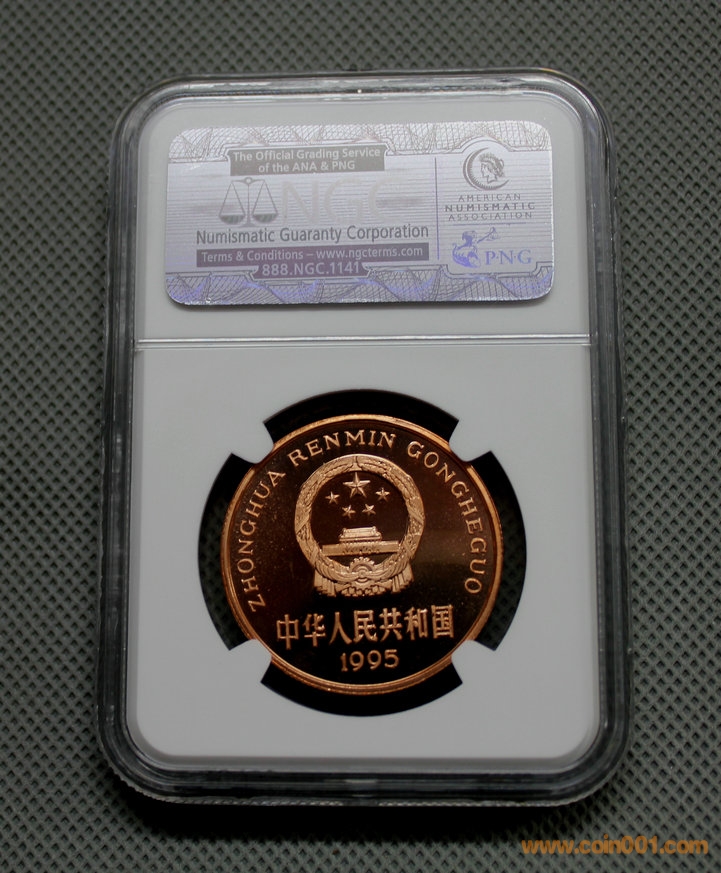 The Official Grading Service
of the ANA & PNG
NGC
Numismatic Guaranty Corporation
Terms & Conditions – www.ngcterms.com
888.NGC.1141
AMERICAN
NUMISMATIC
ASSOCIATION
PNG
ZHONGHUA RENMIN GONGHEGUO
中华人民共和国
1995
www.coin001.com